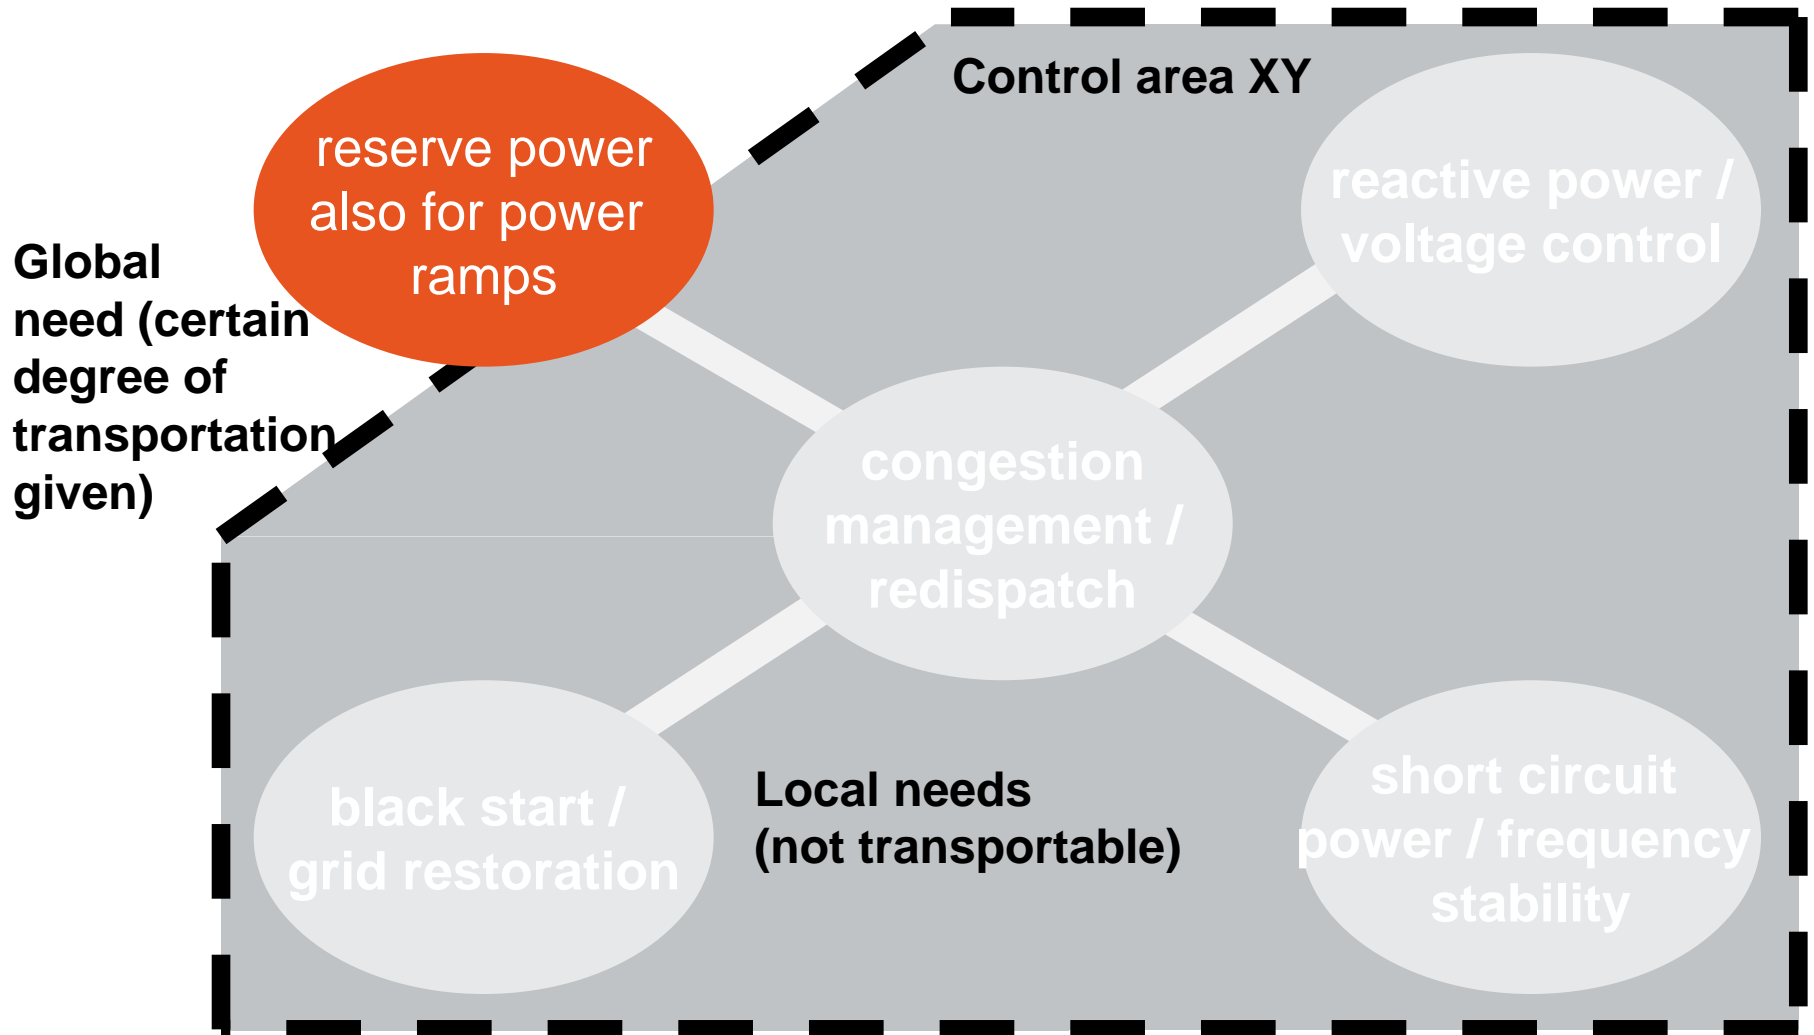 Control area XY
reserve power
also for power
ramps
reactive power /
voltage control
Global
need (certain
degree of
transportation
given)
congestion
management /
redispatch
black start /
grid restoration
Local needs
(not transportable)
short circuit
power / frequency
stability